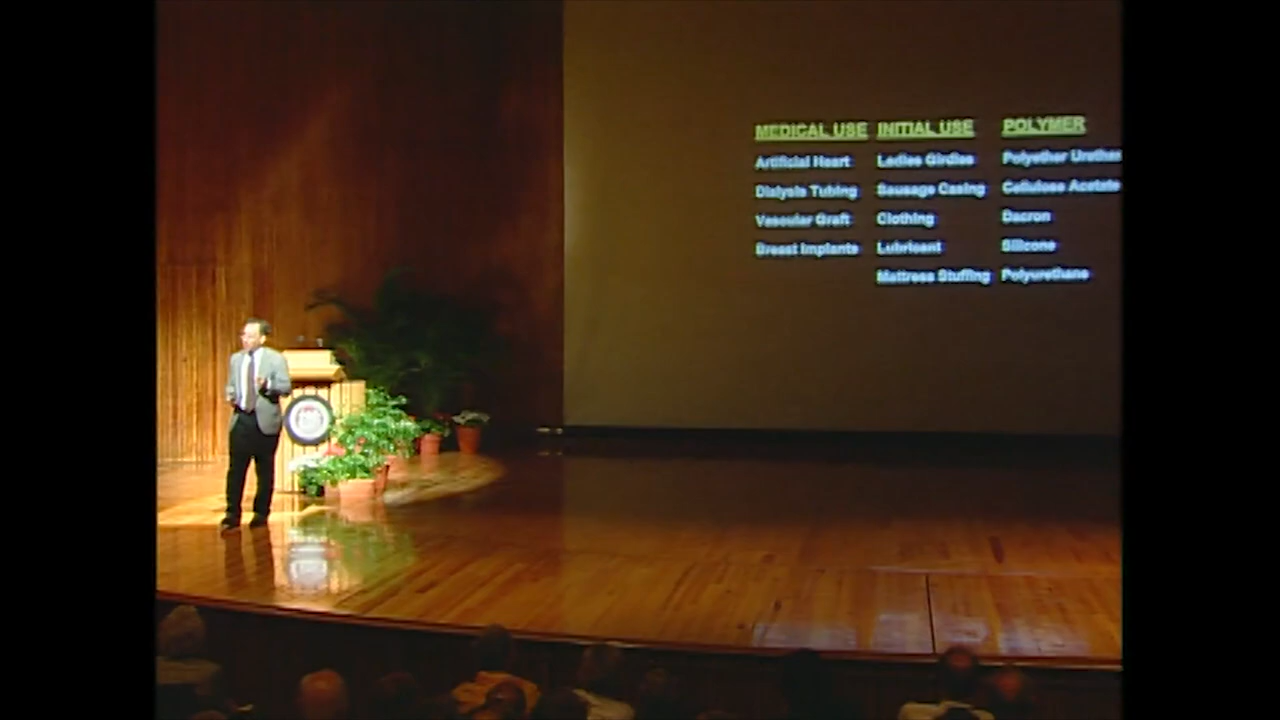 MEDICAL USE INITIAL USE POLYMER
Artificial Heart Ladies Girdles Polyether Urethan
Dialysis Tubing Sausage Casing Cellulose Acetate
Vascular Graft Clothing Dacron
Breast Implants Lubricant Silicone
Mattress Stuffing Polyurethane